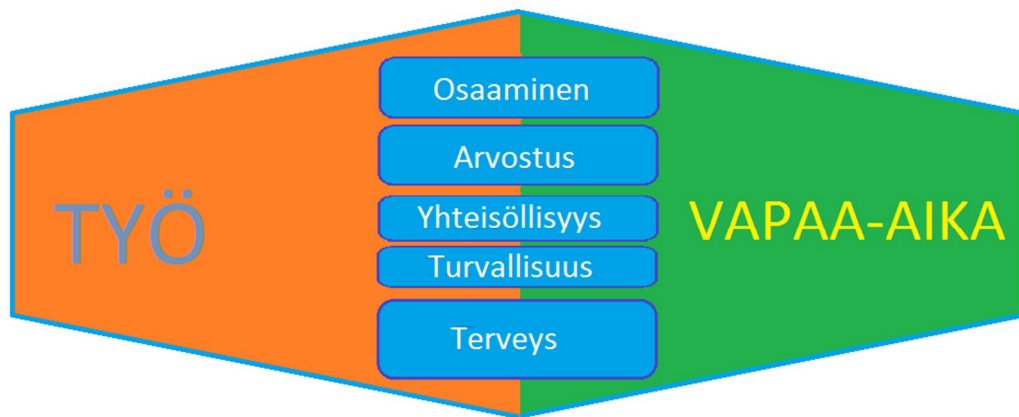 Osaaminen
Arvostus
TYÖ
Yhteisöllisyys
VAPAA-AIKA
Turvallisuus
Terveys